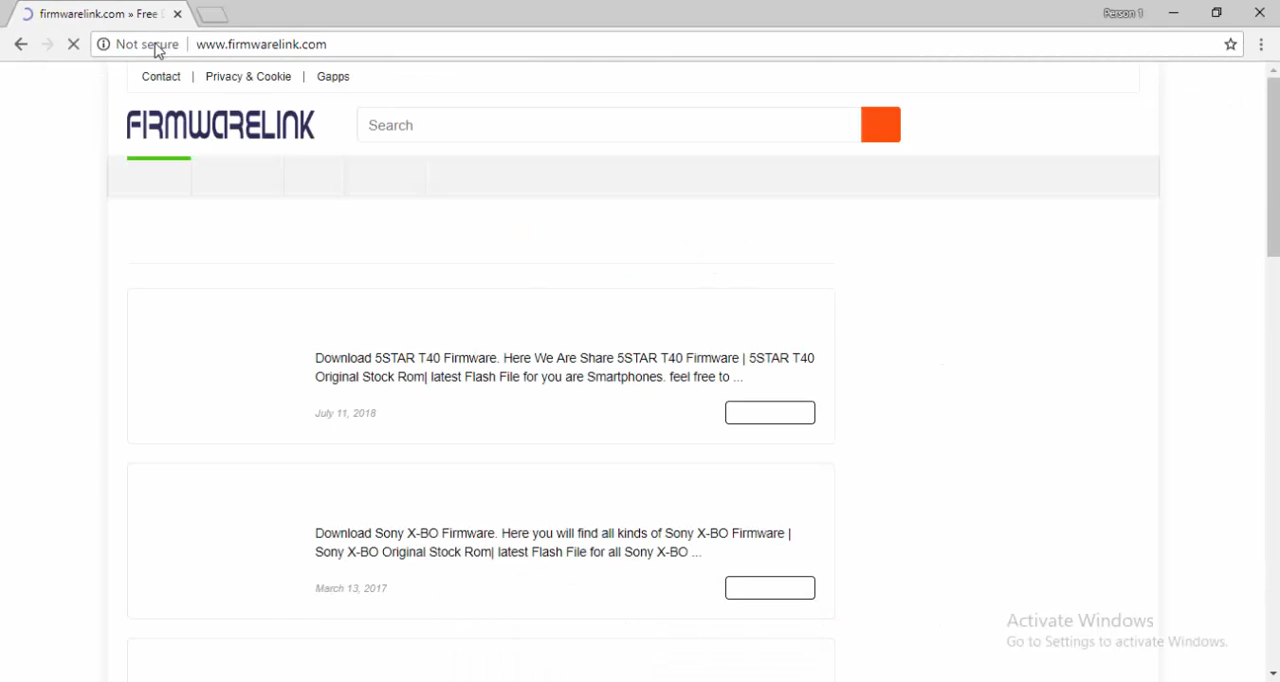 firmwarelink.com » Free
Person 1
Not secure
www.firmwarelink.com
Contact | Privacy & Cookie | Gapps
FIRMWARELINK
Search
Download 5STAR T40 Firmware. Here We Are Share 5STAR T40 Firmware | 5STAR T40
Original Stock Rom| latest Flash File for you are Smartphones. feel free to ...
July 11, 2018
Download Sony X-BO Firmware. Here you will find all kinds of Sony X-BO Firmware |
Sony X-BO Original Stock Rom| latest Flash File for all Sony X-BO ...
March 13, 2017
Activate Windows
Go to Settings to activate Windows.